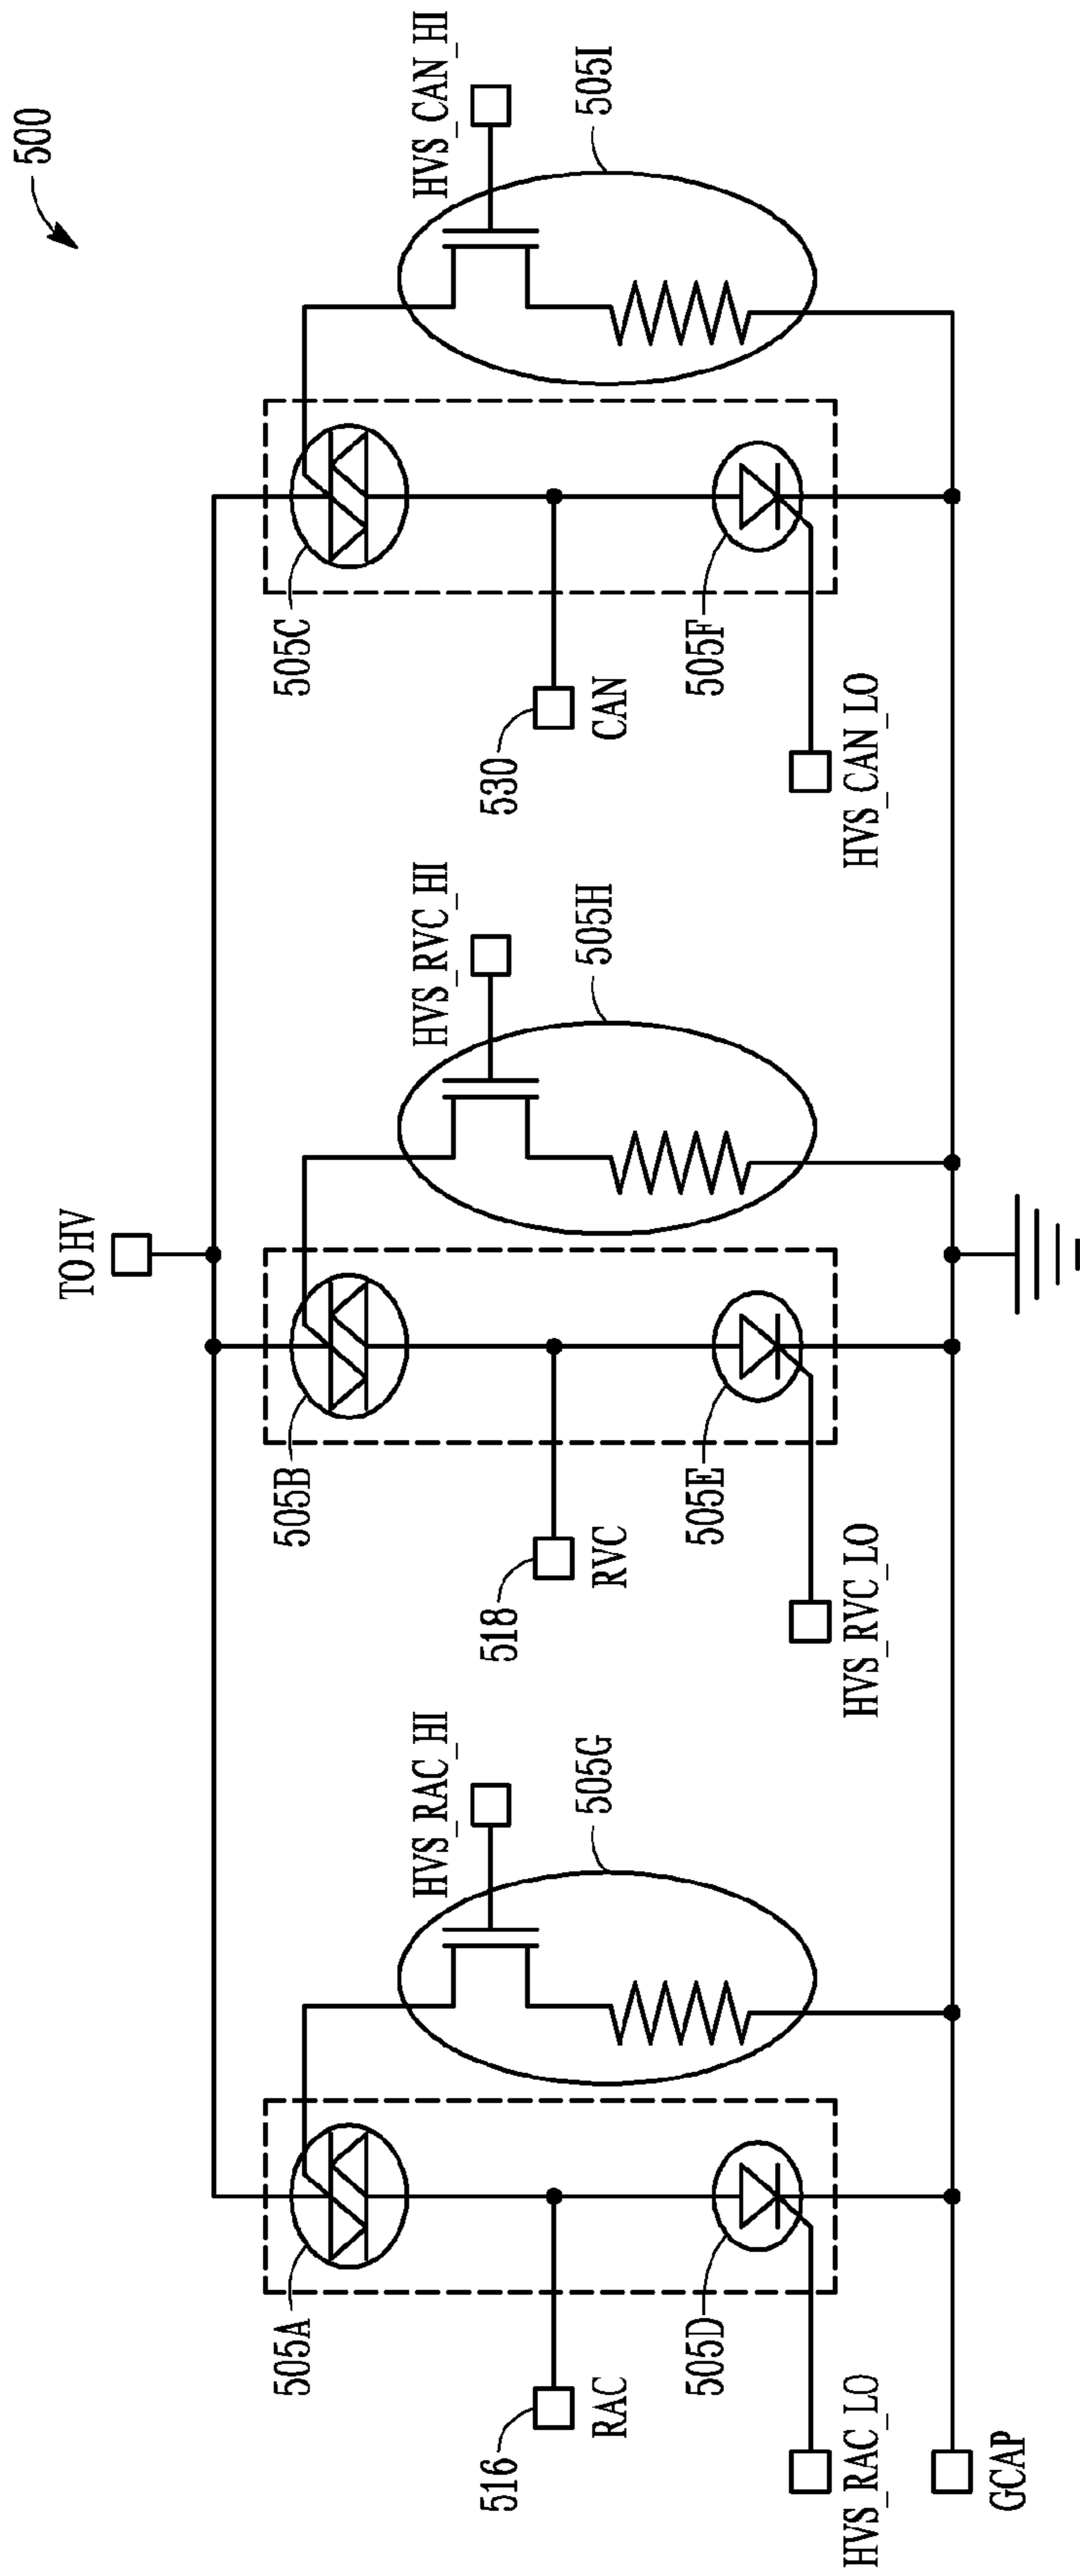 500
TO HV
505A
HVS_RAC_HI
505G
516
RAC
505D
HVS_RAC_LO
505B
HVS_RVC_HI
505H
518
RVC
505E
HVS_RVC_LO
505C
HVS_CAN_HI
505I
530
CAN
505F
HVS_CAN_LO
GCAP